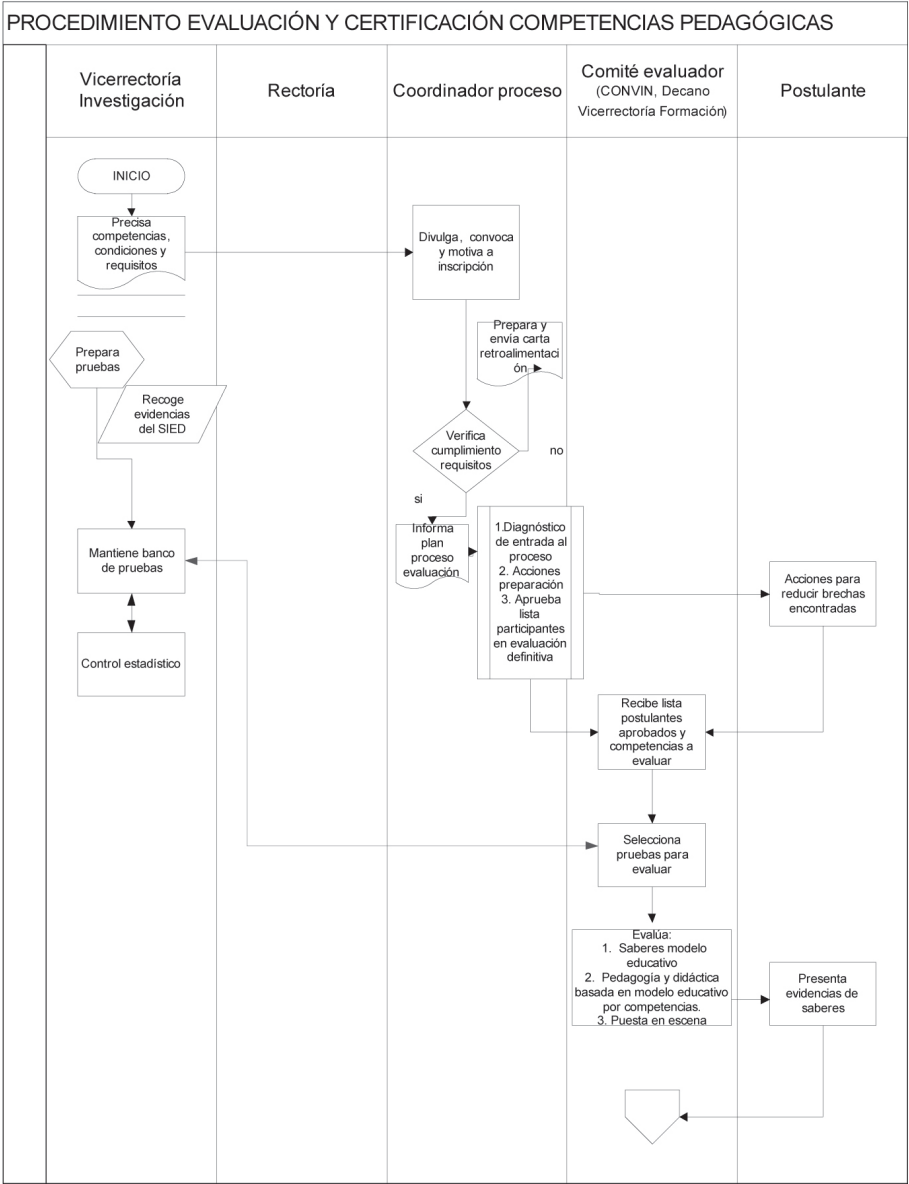 PROCEDIMIENTO EVALUACIÓN Y CERTIFICACIÓN COMPETENCIAS PEDAGÓGICAS
Vicerrectoría
Investigación
Rectoría
Coordinador proceso
Comité evaluador
(CONVIN, Decano
Vicerrectoría Formación)
Postulante
INICIO
Precisa
competencias,
condiciones y
requisitos
Divulga, convoca
y motiva a
inscripción
Prepara y
envía carta
retroalimentaci
ón
Prepara
pruebas
Recoge
evidencias
del SIED
Verifica
cumplimiento
requisitos
no
si
Informa
plan
proceso
evaluación
1.Diagnóstico
de entrada al
proceso
2. Acciones
preparación
3. Aprueba
lista
participantes
en evaluación
definitiva
Mantiene banco
de pruebas
Acciones para
reducir brechas
encontradas
Control estadístico
Recibe lista
postulantes
aprobados y
competencias a
evaluar
Selecciona
pruebas para
evaluar
Evalúa:
1. Saberes modelo
educativo
2. Pedagogía y didáctica
basada en modelo educativo
por competencias.
3. Puesta en escena
Presenta
evidencias de
saberes